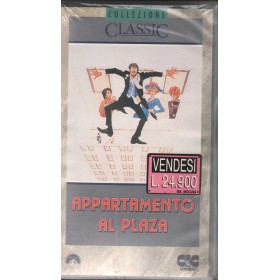 COLLEZIONE
CLASSIC
VENDESI
L. 24.900
APPARTAMENTO
AL PLAZA
CIC